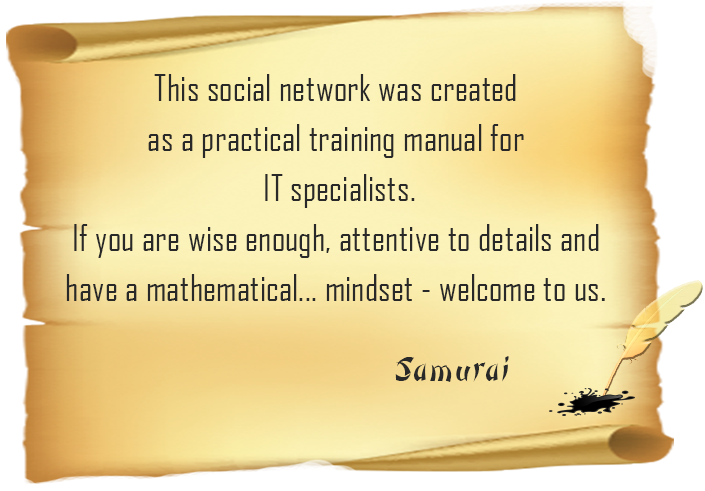 This social network was created
as a practical training manual for
IT specialists.
If you are wise enough, attentive to details and
have a mathematical... mindset - welcome to us.
Samurai